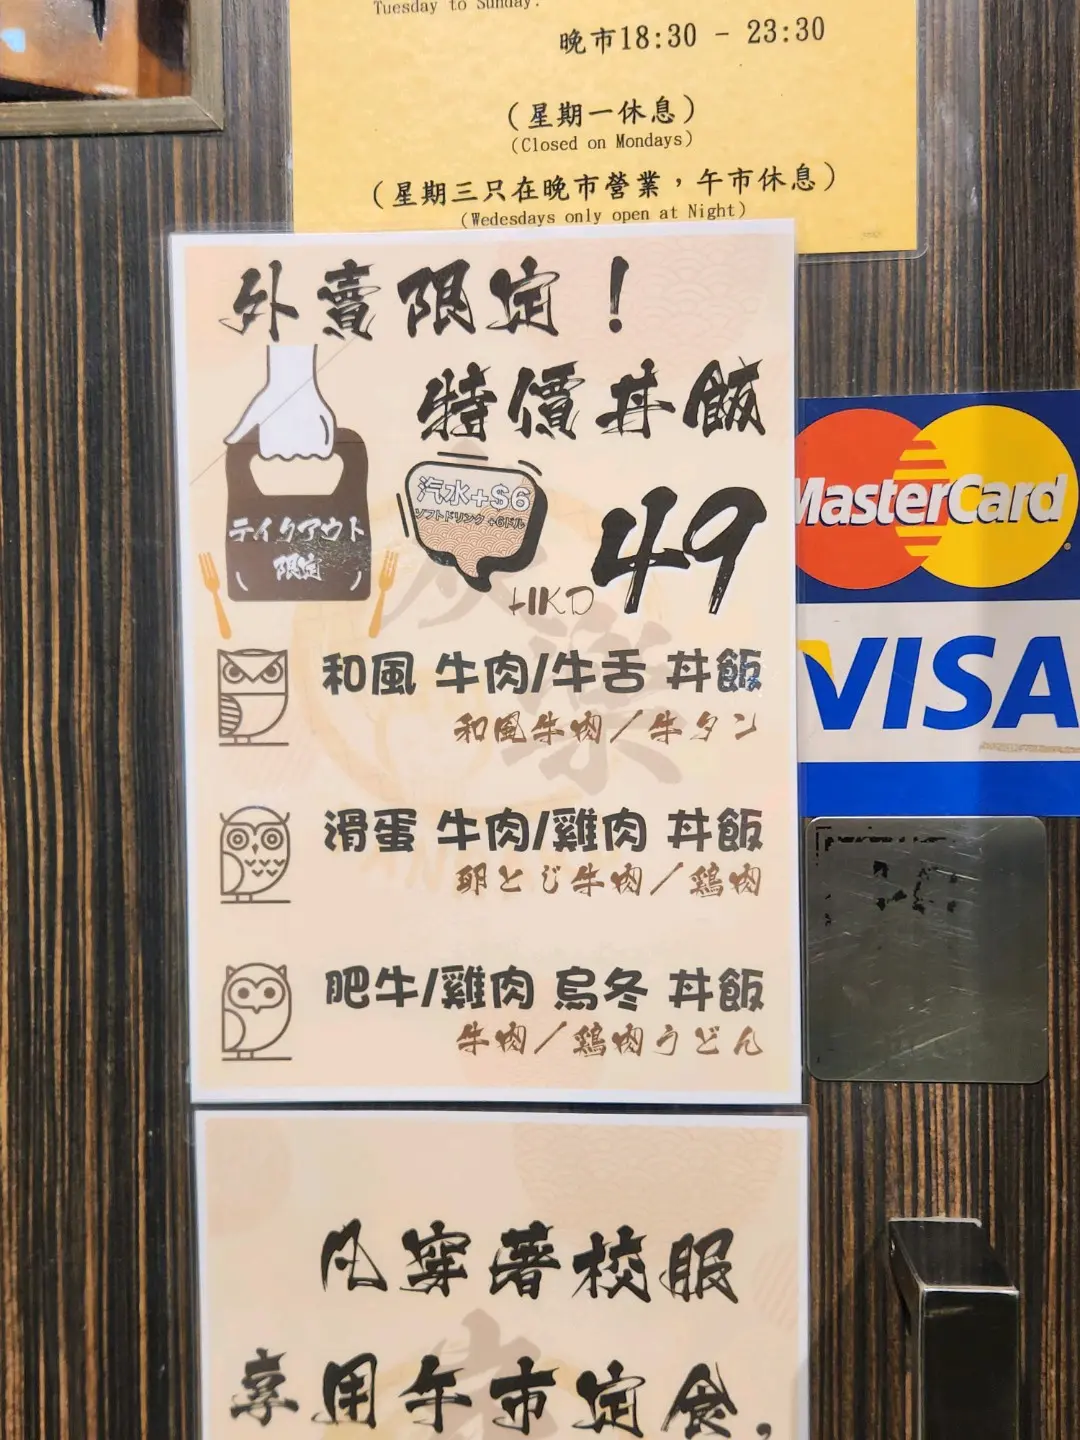 Tuesday to Sunday:
晚市18:30 - 23:30
(星期一休息)
(Closed on Mondays)
(星期三只在晚市營業，午市休息)
(Wedesdays only open at Night)
外賣限定！
特價丼飯
汽水+$6
ソフトドリンク +6ドル
HKD 49
テイクアウト
限定
和風 牛肉/牛舌 丼飯
和風牛肉／牛タン
滑蛋 牛肉/雞肉 丼飯
卵とじ牛肉／鶏肉
肥牛/雞肉 烏冬 丼飯
牛肉／鶏肉うどん
MasterCard
VISA
凡穿著校服
享用午市定食，